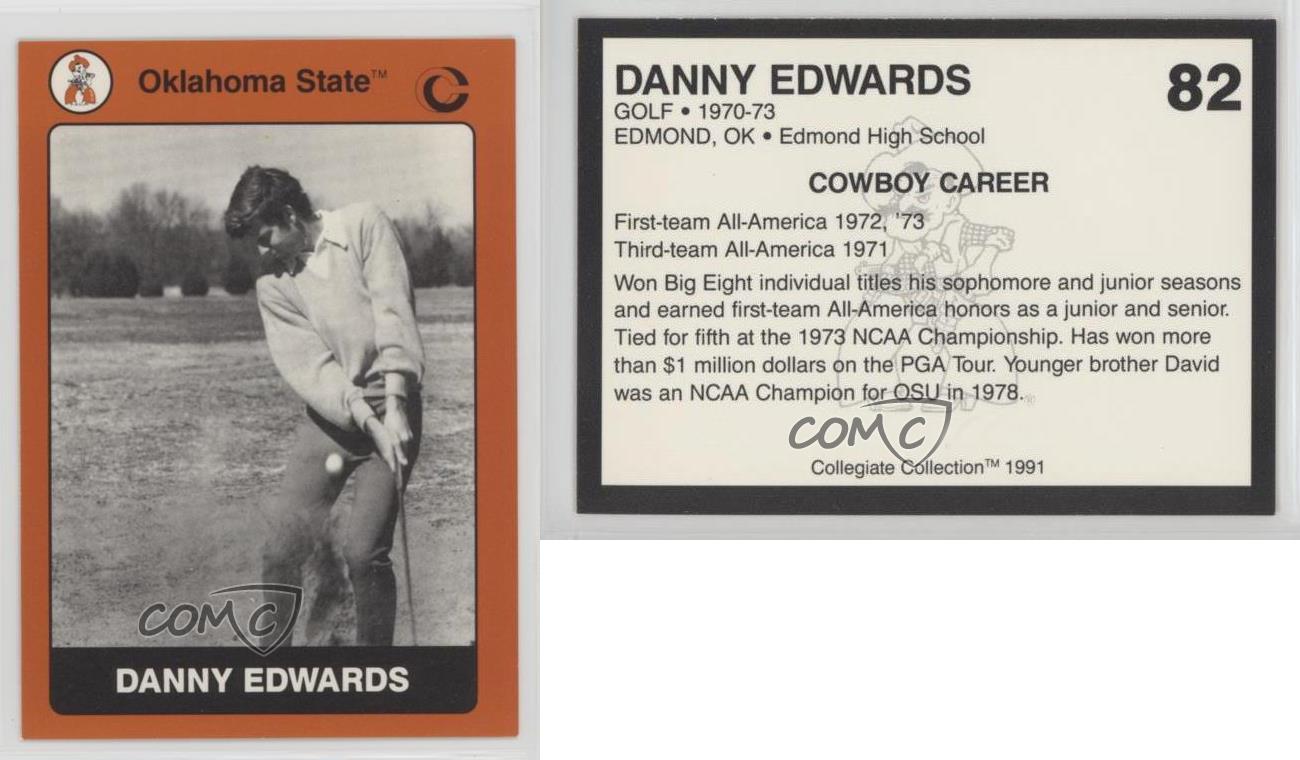 Oklahoma State™
COMC
DANNY EDWARDS
DANNY EDWARDS
82
GOLF • 1970-73
EDMOND, OK • Edmond High School
COWBOY CAREER
First-team All-America 1972, '73
Third-team All-America 1971
Won Big Eight individual titles his sophomore and junior seasons
and earned first-team All-America honors as a junior and senior.
Tied for fifth at the 1973 NCAA Championship. Has won more
than $1 million dollars on the PGA Tour. Younger brother David
was an NCAA Champion for OSU in 1978.
COMC
Collegiate Collection™ 1991